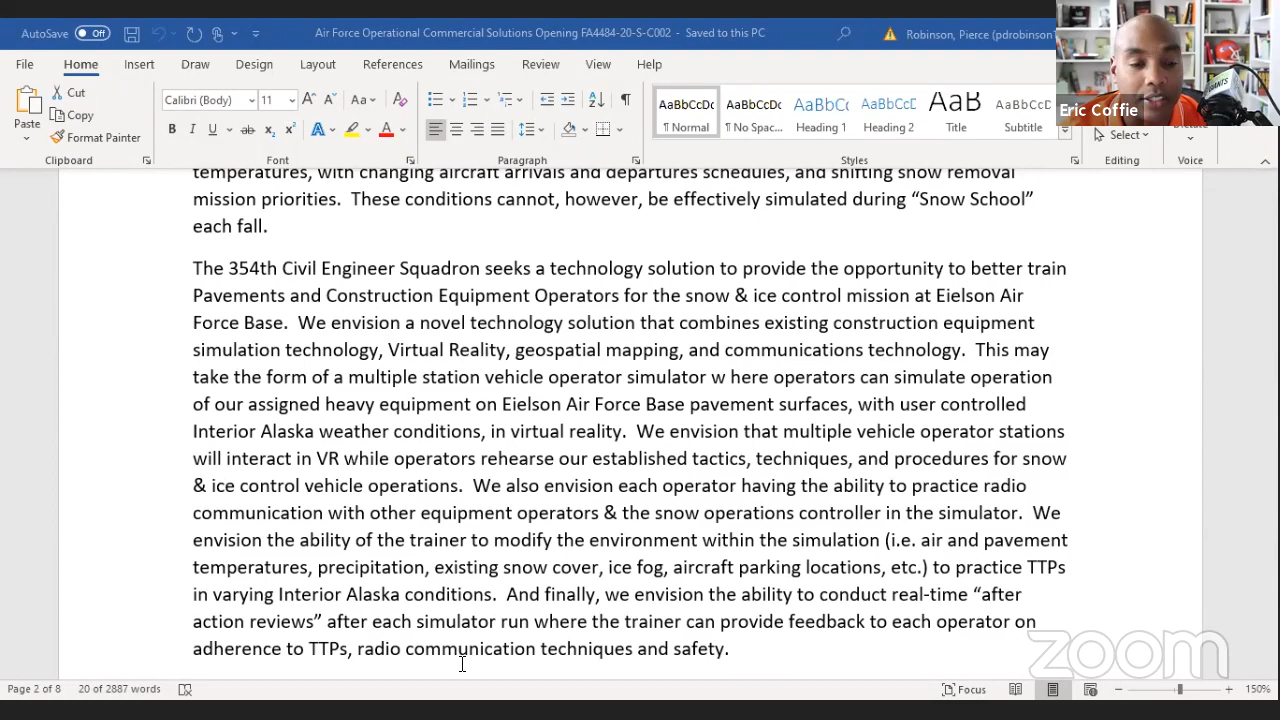 AutoSave Off Air Force Operational Commercial Solutions Opening FA4484-20-S-C002 - Saved to this PC Robinson, Pierce (pdrobinson
File Home Insert Draw Design Layout References Mailings Review View Help
Paste
Cut
Copy
Format Painter
Calibri (Body) 11
AaBbCcDc AaBbCcDc AaBbCc AaBbCcD AaB AaBbCcD
¶ Normal ¶ No Spac... Heading 1 Heading 2 Title Subtitle
Select
Clipboard Font Paragraph Styles Editing Voice
Eric Coffie
temperatures, with changing aircraft arrivals and departures schedules, and shifting snow removal
mission priorities. These conditions cannot, however, be effectively simulated during “Snow School”
each fall.
The 354th Civil Engineer Squadron seeks a technology solution to provide the opportunity to better train
Pavements and Construction Equipment Operators for the snow & ice control mission at Eielson Air
Force Base. We envision a novel technology solution that combines existing construction equipment
simulation technology, Virtual Reality, geospatial mapping, and communications technology. This may
take the form of a multiple station vehicle operator simulator w here operators can simulate operation
of our assigned heavy equipment on Eielson Air Force Base pavement surfaces, with user controlled
Interior Alaska weather conditions, in virtual reality. We envision that multiple vehicle operator stations
will interact in VR while operators rehearse our established tactics, techniques, and procedures for snow
& ice control vehicle operations. We also envision each operator having the ability to practice radio
communication with other equipment operators & the snow operations controller in the simulator. We
envision the ability of the trainer to modify the environment within the simulation (i.e. air and pavement
temperatures, precipitation, existing snow cover, ice fog, aircraft parking locations, etc.) to practice TTPs
in varying Interior Alaska conditions. And finally, we envision the ability to conduct real-time “after
action reviews” after each simulator run where the trainer can provide feedback to each operator on
adherence to TTPs, radio communication techniques and safety.
zoom
Page 2 of 8 20 of 2887 words Focus 150%